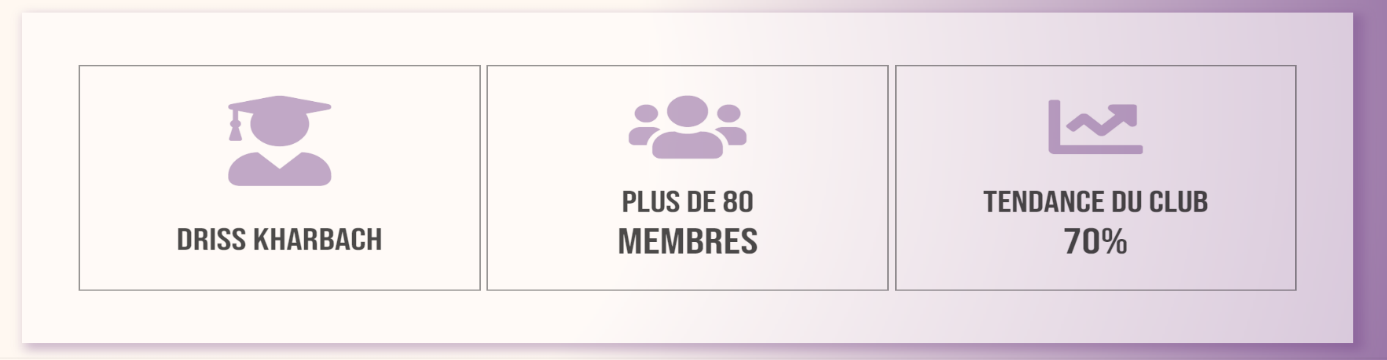 DRISS KHARBACH
PLUS DE 80
MEMBRES
TENDANCE DU CLUB
70%